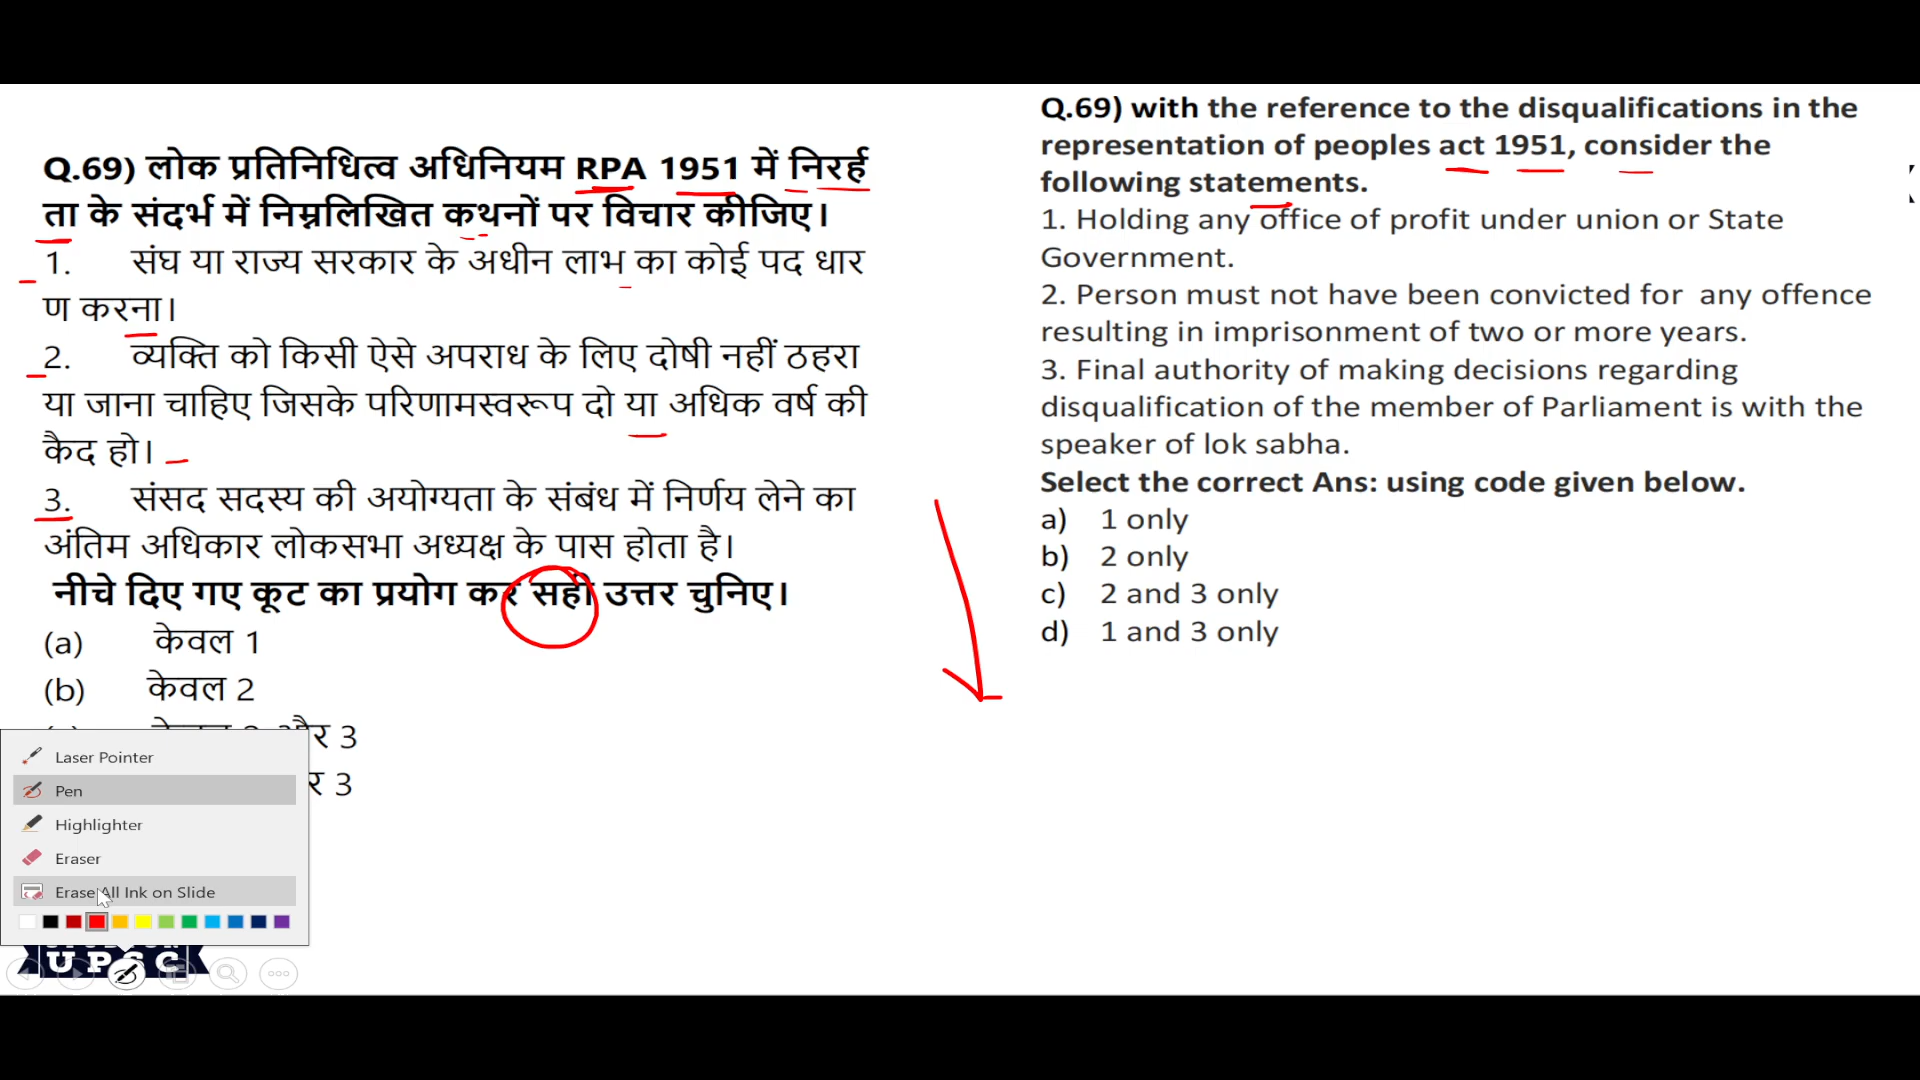 Q.69) लोक प्रतिनिधित्व अधिनियम RPA 1951 में निरर्ह
ता के संदर्भ में निम्नलिखित कथनों पर विचार कीजिए।
1. संघ या राज्य सरकार के अधीन लाभ का कोई पद धार
ण करना।
2. व्यक्ति को किसी ऐसे अपराध के लिए दोषी नहीं ठहरा
या जाना चाहिए जिसके परिणामस्वरूप दो या अधिक वर्ष की
कैद हो।
3. संसद सदस्य की अयोग्यता के संबंध में निर्णय लेने का
अंतिम अधिकार लोकसभा अध्यक्ष के पास होता है।
नीचे दिए गए कूट का प्रयोग कर सही उत्तर चुनिए।
(a) केवल 1
(b) केवल 2
और 3
3
Laser Pointer
Pen
Highlighter
Eraser
Erase All Ink on Slide
UPSC
Q.69) with the reference to the disqualifications in the
representation of peoples act 1951, consider the
following statements.
1. Holding any office of profit under union or State
Government.
2. Person must not have been convicted for any offence
resulting in imprisonment of two or more years.
3. Final authority of making decisions regarding
disqualification of the member of Parliament is with the
speaker of lok sabha.
Select the correct Ans: using code given below.
a) 1 only
b) 2 only
c) 2 and 3 only
d) 1 and 3 only